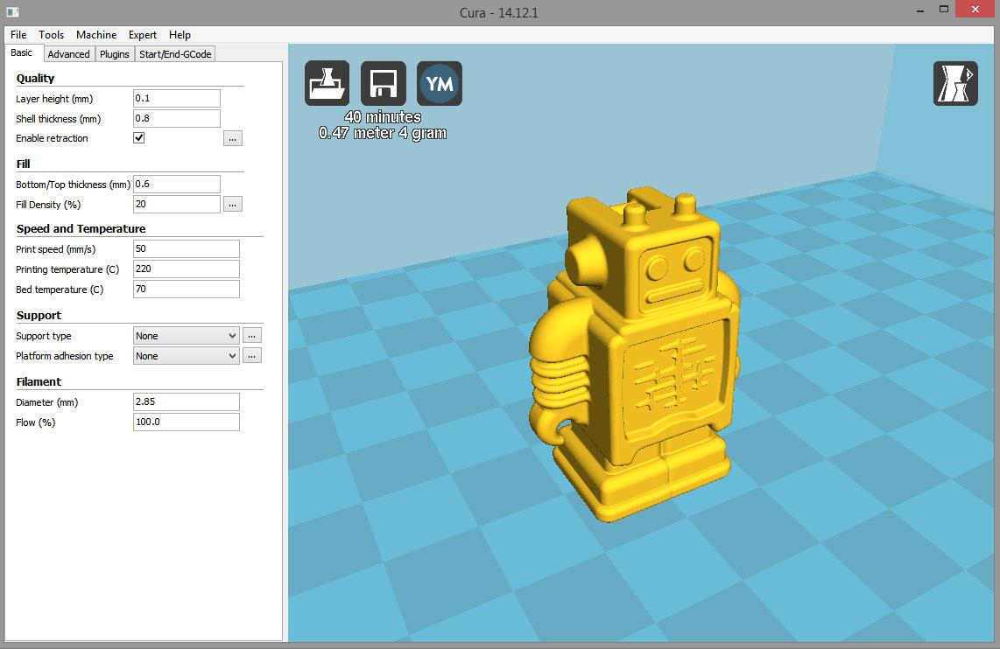 Cura - 14.12.1
File Tools Machine Expert Help
Basic Advanced Plugins Start/End-GCode
Quality
Layer height (mm) 0.1
Shell thickness (mm) 0.8
Enable retraction ...
Fill
Bottom/Top thickness (mm) 0.6
Fill Density (%) 20 ...
Speed and Temperature
Print speed (mm/s) 50
Printing temperature (C) 220
Bed temperature (C) 70
Support
Support type None ...
Platform adhesion type None ...
Filament
Diameter (mm) 2.85
Flow (%) 100.0
YM
40 minutes
0.47 meter 4 gram